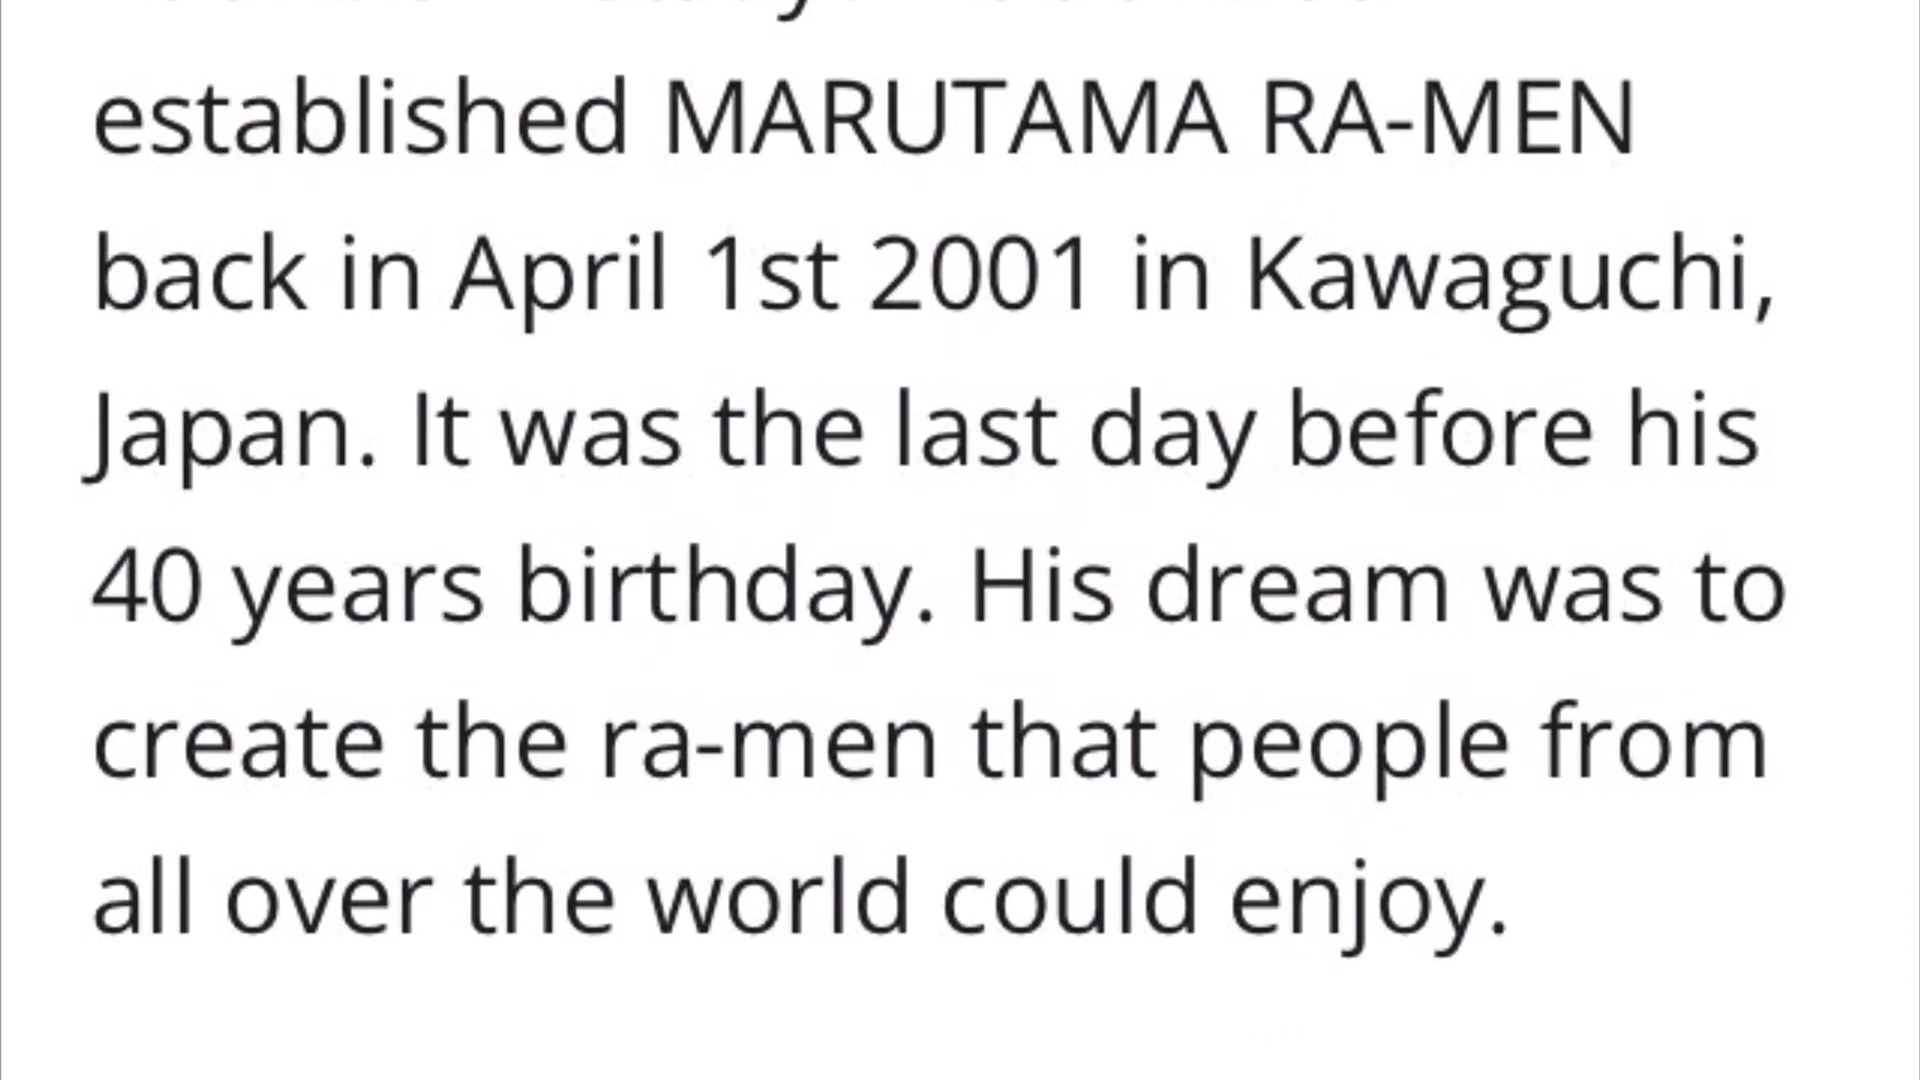 established MARUTAMA RA-MEN
back in April 1st 2001 in Kawaguchi,
Japan. It was the last day before his
40 years birthday. His dream was to
create the ra-men that people from
all over the world could enjoy.